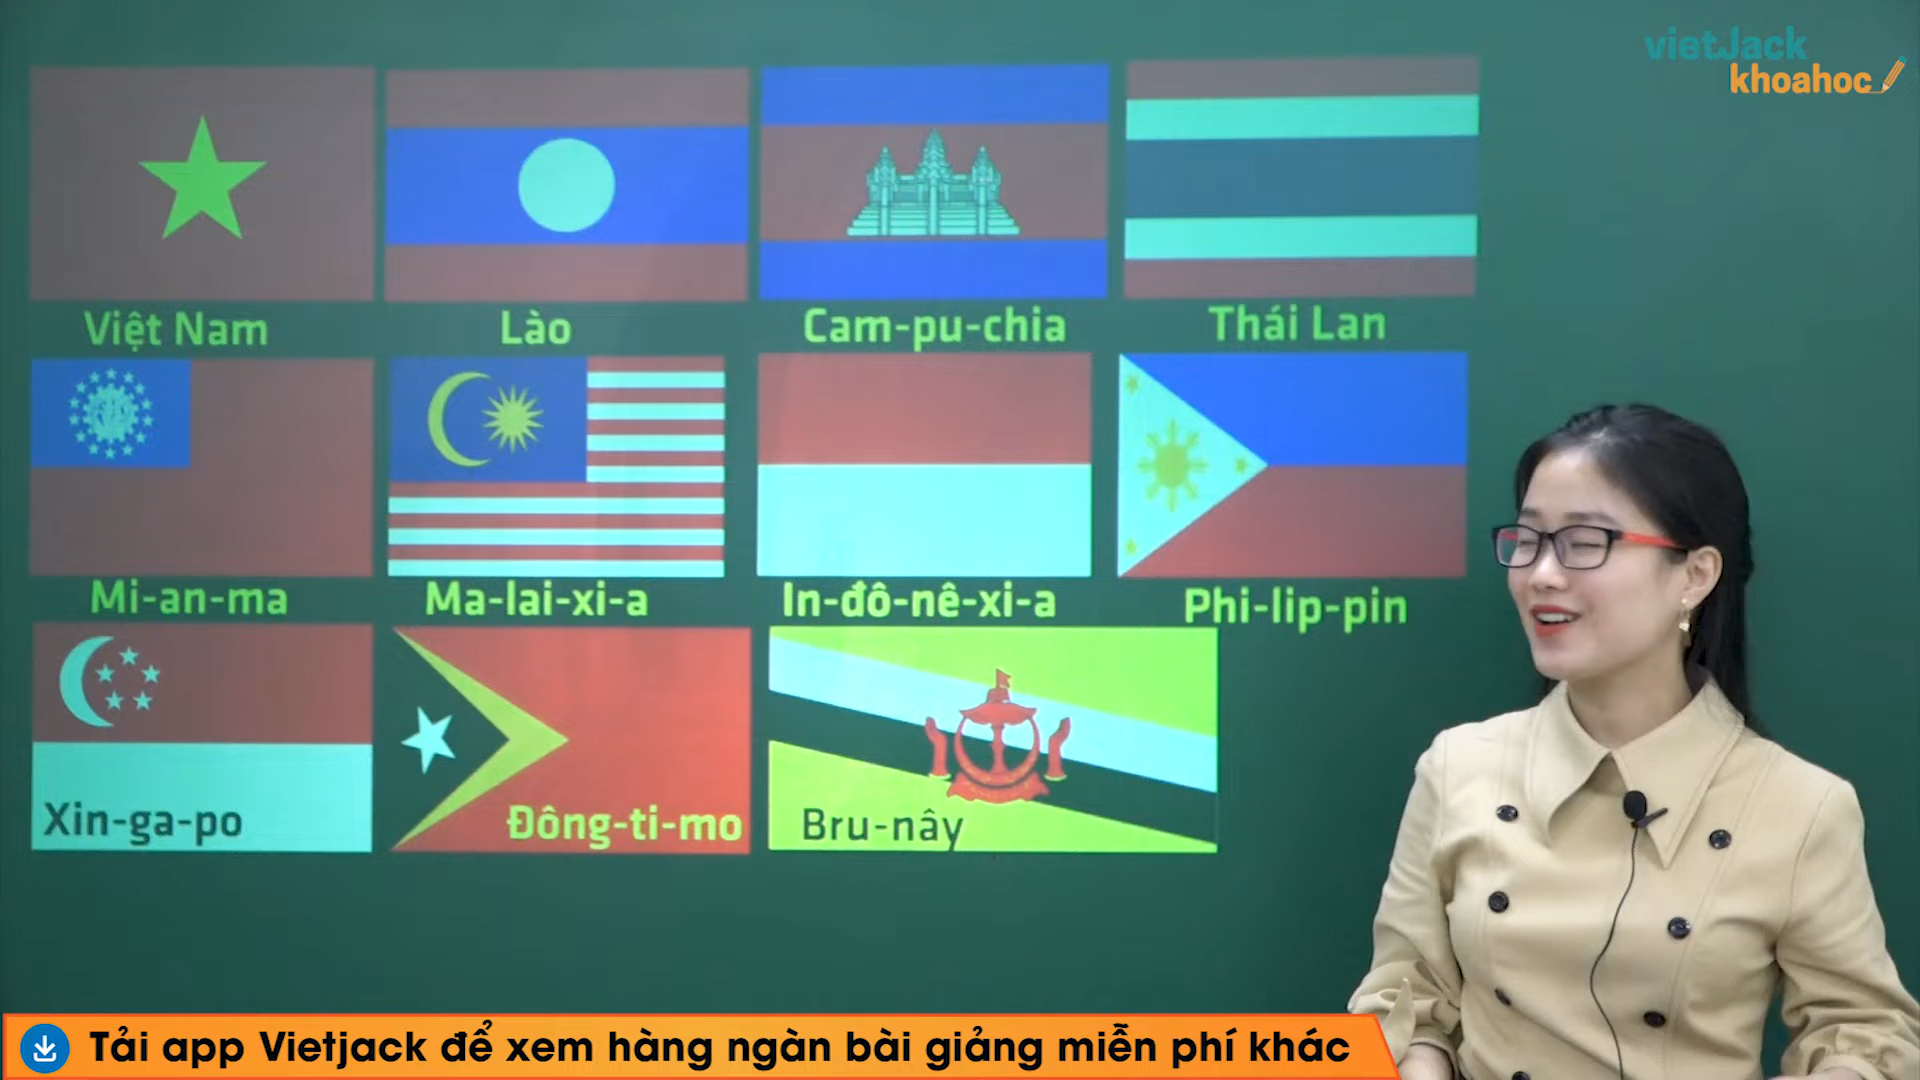 vietJack
khoahoc
Việt Nam
Lào
Cam-pu-chia
Thái Lan
Mi-an-ma
Ma-lai-xi-a
In-đô-nê-xi-a
Phi-lip-pin
Xin-ga-po
Đông-ti-mo
Bru-nây
Tải app Vietjack để xem hàng ngàn bài giảng miễn phí khác